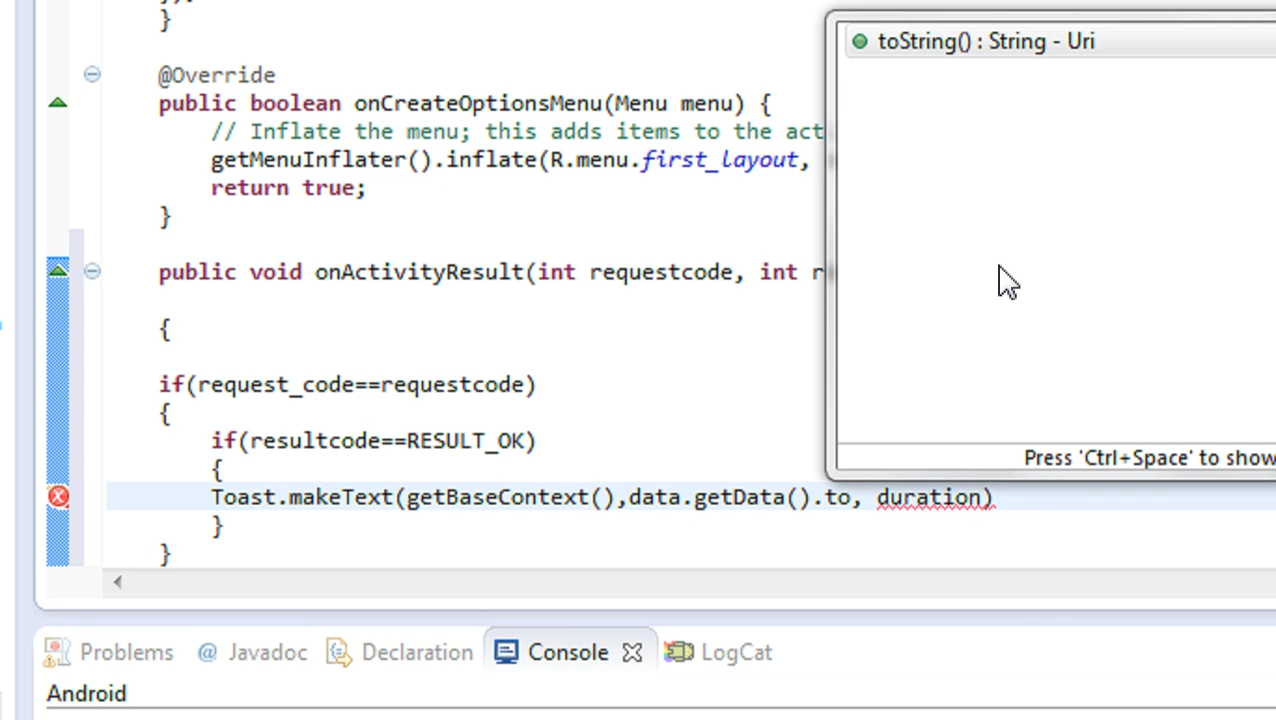 }
@Override
public boolean onCreateOptionsMenu(Menu menu) {
// Inflate the menu; this adds items to the act
getMenuInflater().inflate(R.menu.first_layout,
return true;
}
public void onActivityResult(int requestcode, int r
{
if(request_code==requestcode)
{
if(resultcode==RESULT_OK)
{
Toast.makeText(getBaseContext(),data.getData().to, duration)
}
}
toString() : String - Uri
Press 'Ctrl+Space' to show
Problems @ Javadoc Declaration Console LogCat
Android